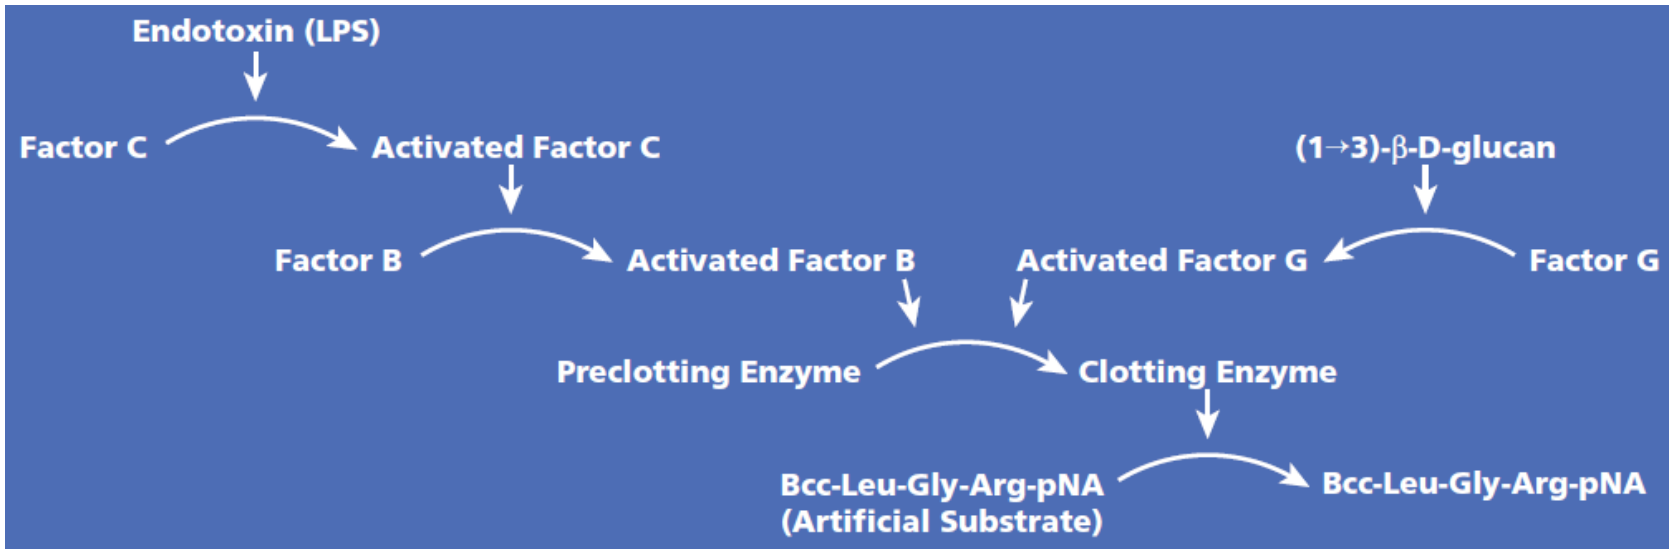 Endotoxin (LPS)
Factor C
Activated Factor C
(1→3)-β-D-glucan
Factor B
Activated Factor B
Activated Factor G
Factor G
Preclotting Enzyme
Clotting Enzyme
Bcc-Leu-Gly-Arg-pNA
(Artificial Substrate)
Bcc-Leu-Gly-Arg-pNA